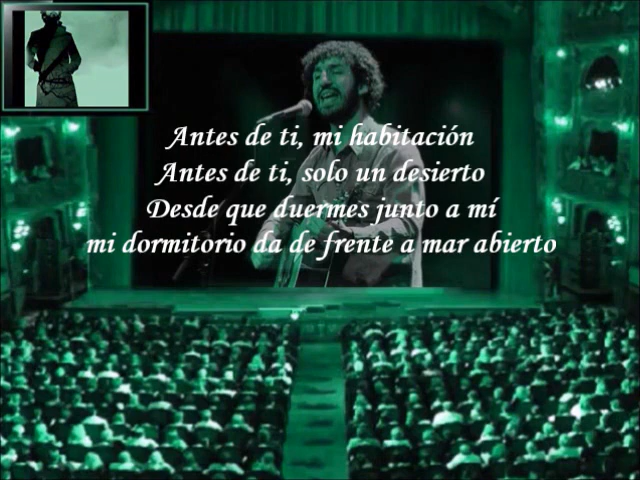 Antes de ti, mi habitación
Antes de ti, solo un desierto
Desde que duermes junto a mí
mi dormitorio da de frente a mar abierto